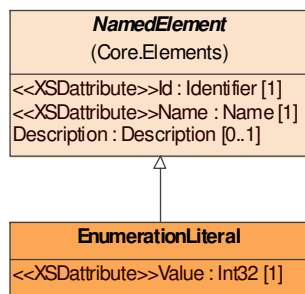 NamedElement
(Core.Elements)
<<XSDattribute>>Id : Identifier [1]
<<XSDattribute>>Name : Name [1]
Description : Description [0..1]
EnumerationLiteral
<<XSDattribute>>Value : Int32 [1]